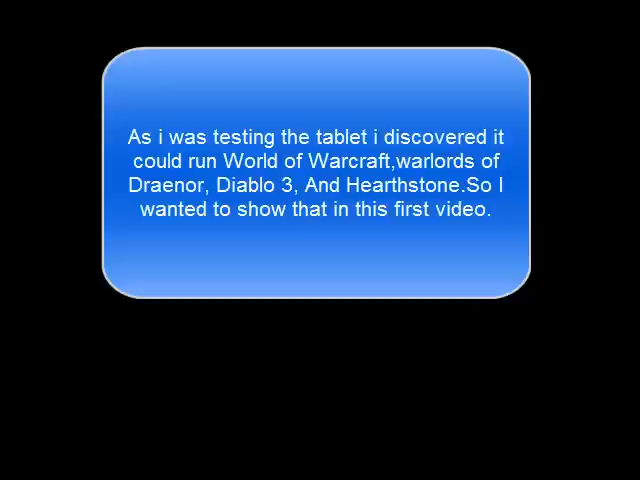 As i was testing the tablet i discovered it
could run World of Warcraft,warlords of
Draenor, Diablo 3, And Hearthstone.So I
wanted to show that in this first video.